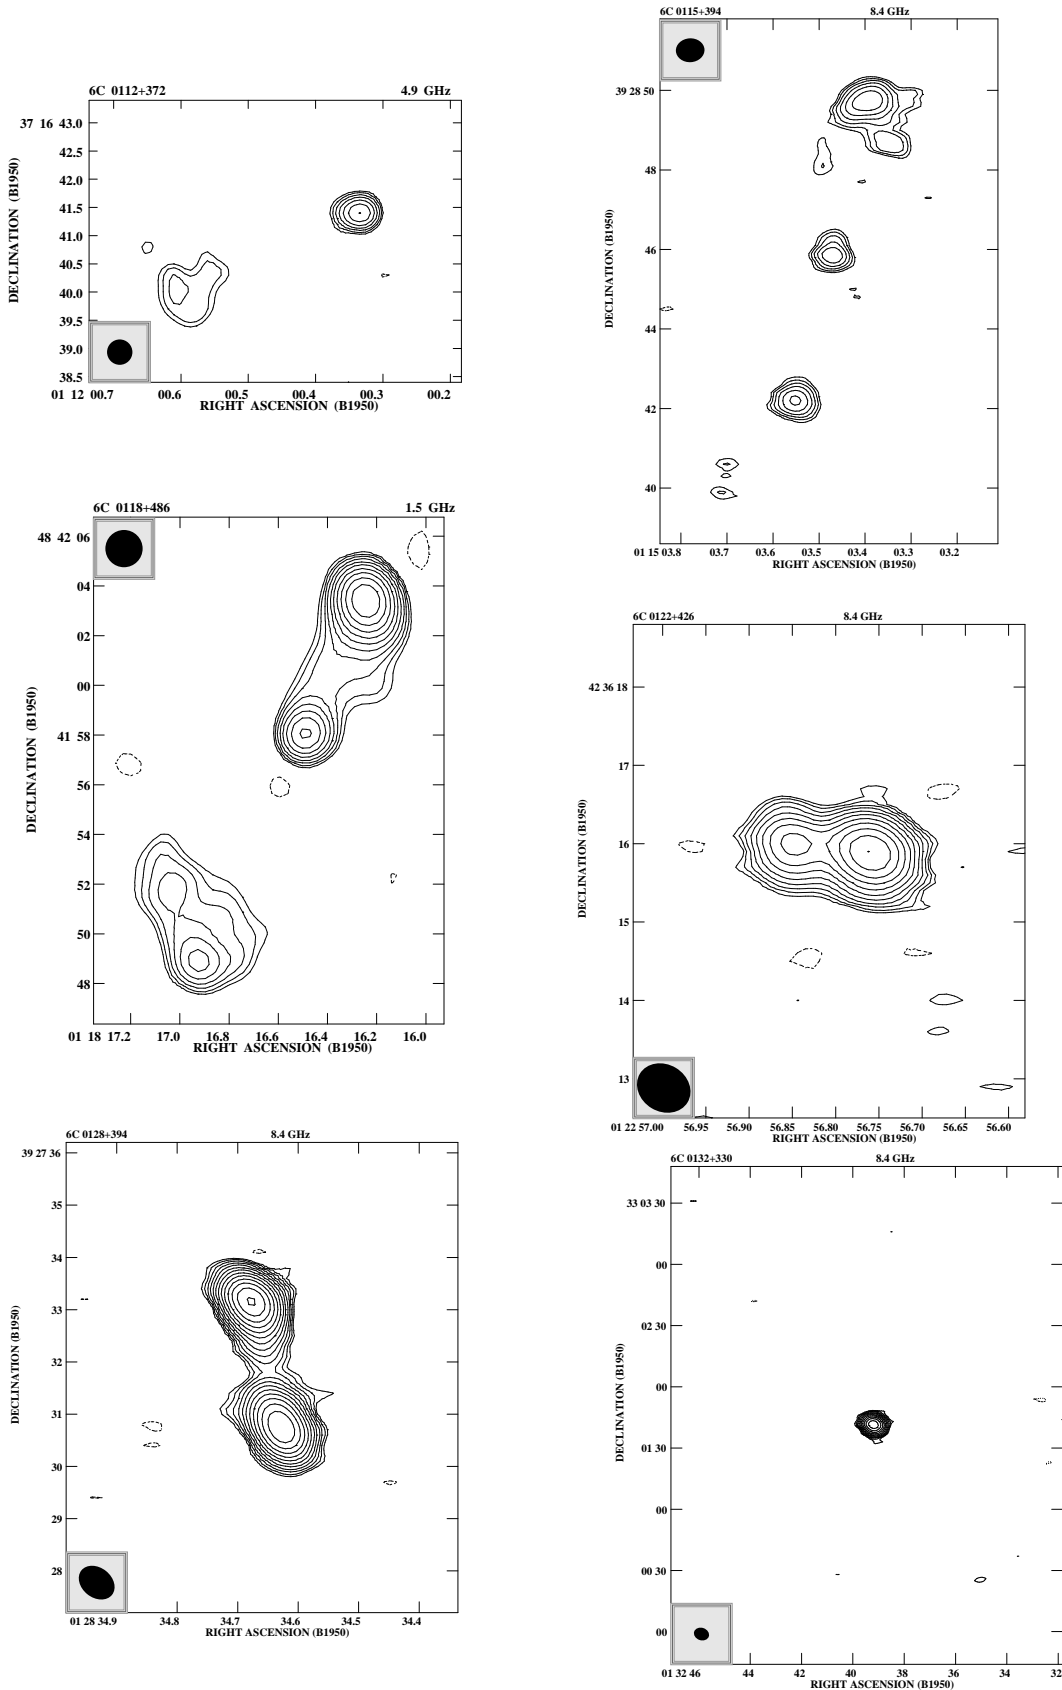 6C 0112+372 4.9 GHz
37 16 43.0
42.5
42.0
41.5
41.0
40.5
40.0
39.5
39.0
38.5
DECLINATION (B1950)
01 12 00.7 00.6 00.5 00.4 00.3 00.2
RIGHT ASCENSION (B1950)
6C 0115+394 8.4 GHz
39 28 50
48
46
44
42
40
DECLINATION (B1950)
01 15 03.8 03.7 03.6 03.5 03.4 03.3 03.2
RIGHT ASCENSION (B1950)
6C 0118+486 1.5 GHz
48 42 06
04
02
00
41 58
56
54
52
50
48
DECLINATION (B1950)
01 18 17.2 17.0 16.8 16.6 16.4 16.2 16.0
RIGHT ASCENSION (B1950)
6C 0122+426 8.4 GHz
42 36 18
17
16
15
14
13
DECLINATION (B1950)
01 22 57.00 56.95 56.90 56.85 56.80 56.75 56.70 56.65 56.60
RIGHT ASCENSION (B1950)
6C 0128+394 8.4 GHz
39 27 36
35
34
33
32
31
30
29
28
DECLINATION (B1950)
01 28 34.9 34.8 34.7 34.6 34.5 34.4
RIGHT ASCENSION (B1950)
6C 0132+330 8.4 GHz
33 03 30
00
02 30
00
01 30
00
00 30
00
DECLINATION (B1950)
01 32 46 44 42 40 38 36 34 32
RIGHT ASCENSION (B1950)